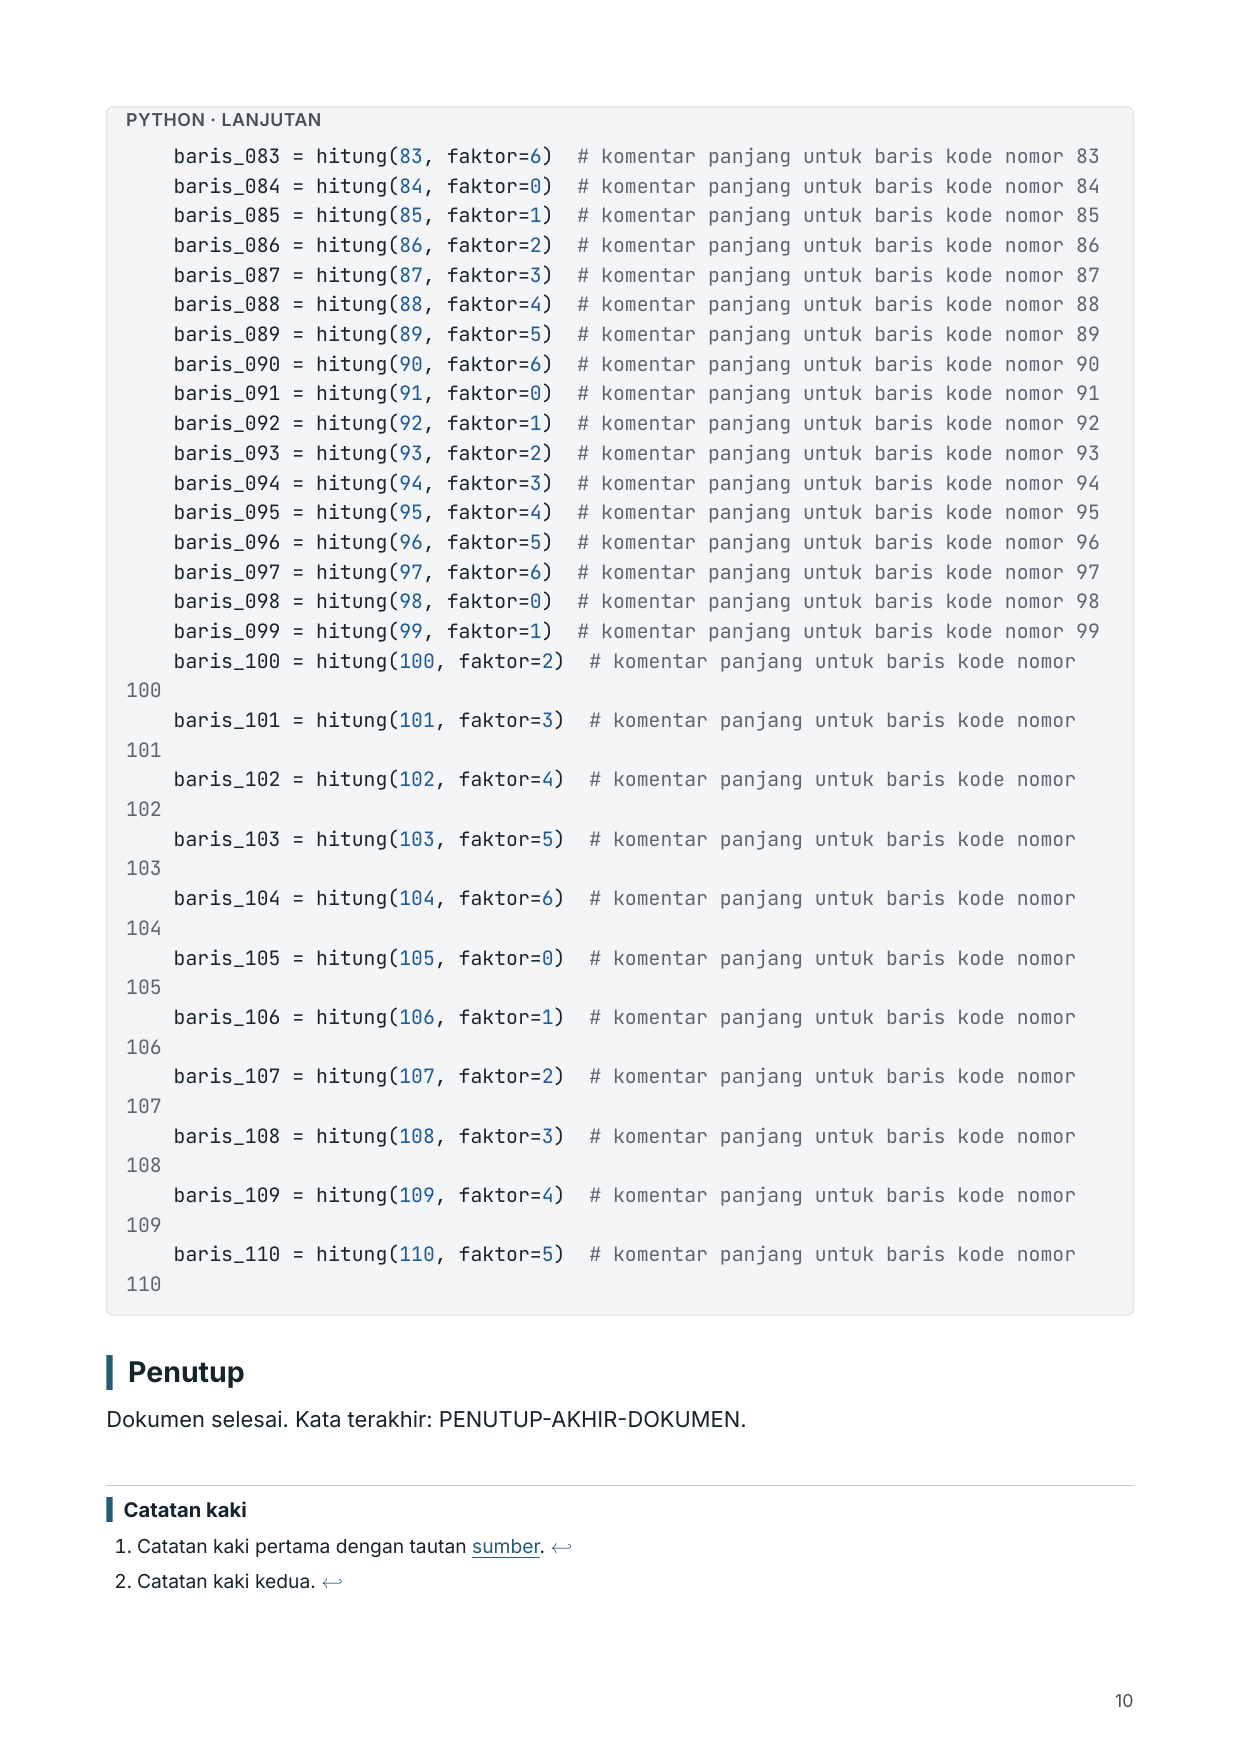 PYTHON · LANJUTAN
    baris_083 = hitung(83, faktor=6)  # komentar panjang untuk baris kode nomor 83
    baris_084 = hitung(84, faktor=0)  # komentar panjang untuk baris kode nomor 84
    baris_085 = hitung(85, faktor=1)  # komentar panjang untuk baris kode nomor 85
    baris_086 = hitung(86, faktor=2)  # komentar panjang untuk baris kode nomor 86
    baris_087 = hitung(87, faktor=3)  # komentar panjang untuk baris kode nomor 87
    baris_088 = hitung(88, faktor=4)  # komentar panjang untuk baris kode nomor 88
    baris_089 = hitung(89, faktor=5)  # komentar panjang untuk baris kode nomor 89
    baris_090 = hitung(90, faktor=6)  # komentar panjang untuk baris kode nomor 90
    baris_091 = hitung(91, faktor=0)  # komentar panjang untuk baris kode nomor 91
    baris_092 = hitung(92, faktor=1)  # komentar panjang untuk baris kode nomor 92
    baris_093 = hitung(93, faktor=2)  # komentar panjang untuk baris kode nomor 93
    baris_094 = hitung(94, faktor=3)  # komentar panjang untuk baris kode nomor 94
    baris_095 = hitung(95, faktor=4)  # komentar panjang untuk baris kode nomor 95
    baris_096 = hitung(96, faktor=5)  # komentar panjang untuk baris kode nomor 96
    baris_097 = hitung(97, faktor=6)  # komentar panjang untuk baris kode nomor 97
    baris_098 = hitung(98, faktor=0)  # komentar panjang untuk baris kode nomor 98
    baris_099 = hitung(99, faktor=1)  # komentar panjang untuk baris kode nomor 99
    baris_100 = hitung(100, faktor=2)  # komentar panjang untuk baris kode nomor
100
    baris_101 = hitung(101, faktor=3)  # komentar panjang untuk baris kode nomor
101
    baris_102 = hitung(102, faktor=4)  # komentar panjang untuk baris kode nomor
102
    baris_103 = hitung(103, faktor=5)  # komentar panjang untuk baris kode nomor
103
    baris_104 = hitung(104, faktor=6)  # komentar panjang untuk baris kode nomor
104
    baris_105 = hitung(105, faktor=0)  # komentar panjang untuk baris kode nomor
105
    baris_106 = hitung(106, faktor=1)  # komentar panjang untuk baris kode nomor
106
    baris_107 = hitung(107, faktor=2)  # komentar panjang untuk baris kode nomor
107
    baris_108 = hitung(108, faktor=3)  # komentar panjang untuk baris kode nomor
108
    baris_109 = hitung(109, faktor=4)  # komentar panjang untuk baris kode nomor
109
    baris_110 = hitung(110, faktor=5)  # komentar panjang untuk baris kode nomor
110
Penutup
Dokumen selesai. Kata terakhir: PENUTUP-AKHIR-DOKUMEN.
Catatan kaki
1. Catatan kaki pertama dengan tautan sumber. ↩
2. Catatan kaki kedua. ↩
10